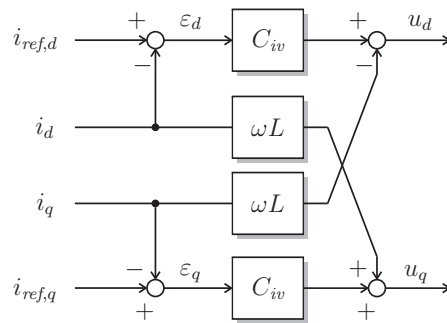 i_{ref,d} + − ε_d C_{iv} + − u_d
i_d ωL
i_q ωL
i_{ref,q} − + ε_q C_{iv} + + u_q